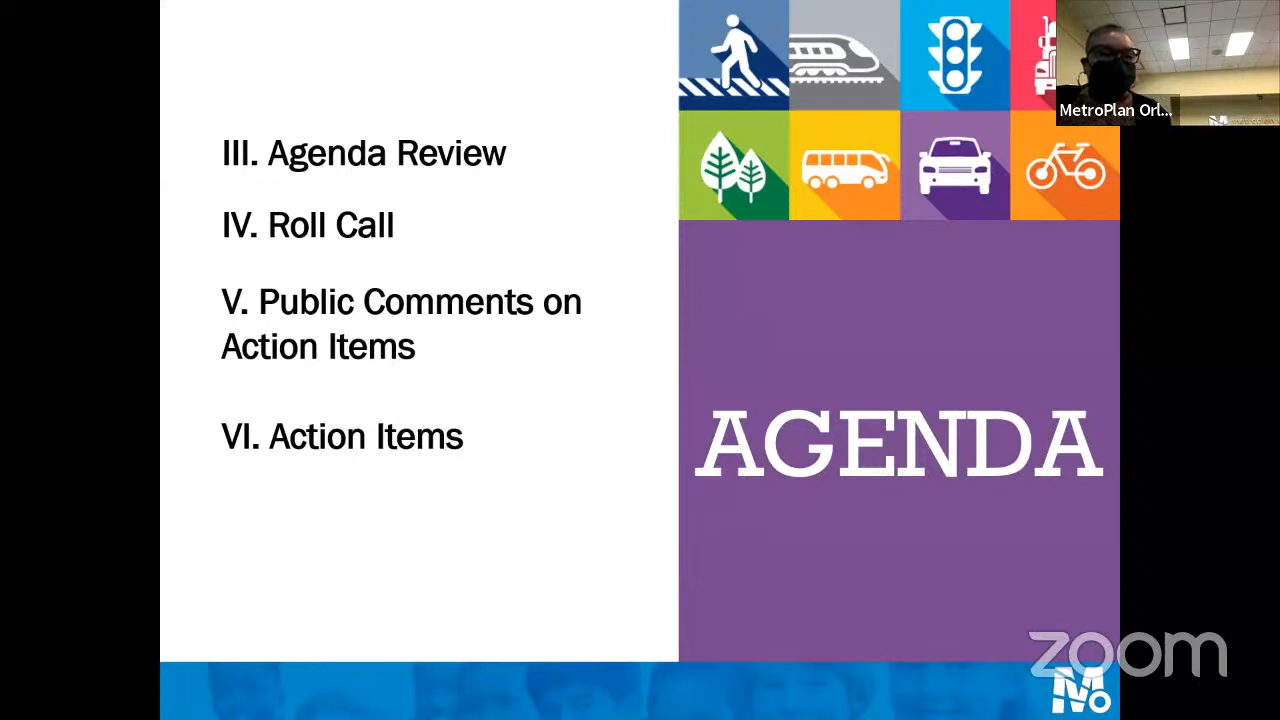 III. Agenda Review
IV. Roll Call
V. Public Comments on
Action Items
VI. Action Items
AGENDA
MetroPlan Orl...
zoom